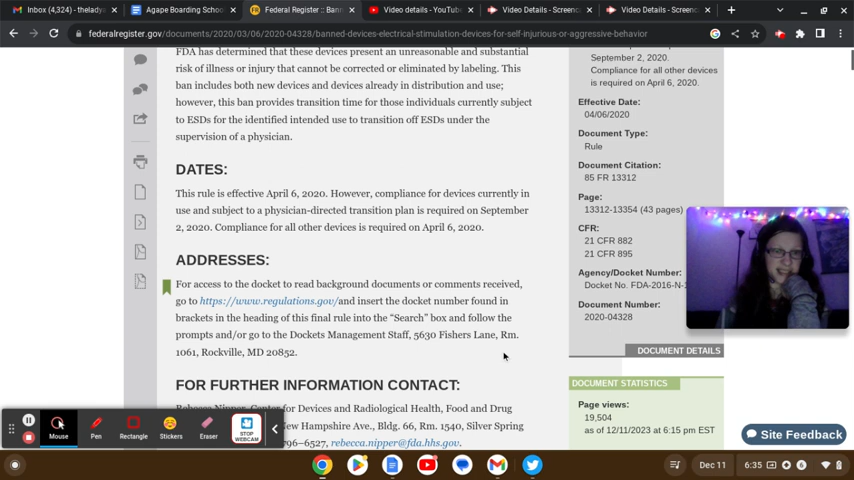 Inbox (4,324) - theladya
Agape Boarding School
Federal Register :: Bann
Video details - YouTube
Video Details - Screenc
Video Details - Screenc
federalregister.gov/documents/2020/03/06/2020-04328/banned-devices-electrical-stimulation-devices-for-self-injurious-or-aggressive-behavior
FDA has determined that these devices present an unreasonable and substantial
risk of illness or injury that cannot be corrected or eliminated by labeling. This
ban includes both new devices and devices already in distribution and use;
however, this ban provides transition time for those individuals currently subject
to ESDs for the identified intended use to transition off ESDs under the
supervision of a physician.
DATES:
This rule is effective April 6, 2020. However, compliance for devices currently in
use and subject to a physician-directed transition plan is required on September
2, 2020. Compliance for all other devices is required on April 6, 2020.
ADDRESSES:
For access to the docket to read background documents or comments received,
go to https://www.regulations.gov/and insert the docket number found in
brackets in the heading of this final rule into the “Search” box and follow the
prompts and/or go to the Dockets Management Staff, 5630 Fishers Lane, Rm.
1061, Rockville, MD 20852.
FOR FURTHER INFORMATION CONTACT:
Rebecca Nipper, Center for Devices and Radiological Health, Food and Drug
New Hampshire Ave., Bldg. 66, Rm. 1540, Silver Spring
796–6527, rebecca.nipper@fda.hhs.gov.
September 2, 2020.
Compliance for all other devices
is required on April 6, 2020.
Effective Date:
04/06/2020
Document Type:
Rule
Document Citation:
85 FR 13312
Page:
13312-13354 (43 pages)
CFR:
21 CFR 882
21 CFR 895
Agency/Docket Number:
Docket No. FDA-2016-N-1
Document Number:
2020-04328
DOCUMENT DETAILS
DOCUMENT STATISTICS
Page views:
19,504
as of 12/11/2023 at 6:15 pm EST
Site Feedback
Mouse
Pen
Rectangle
Stickers
Eraser
STOP
WEBCAM
Dec 11
6:35